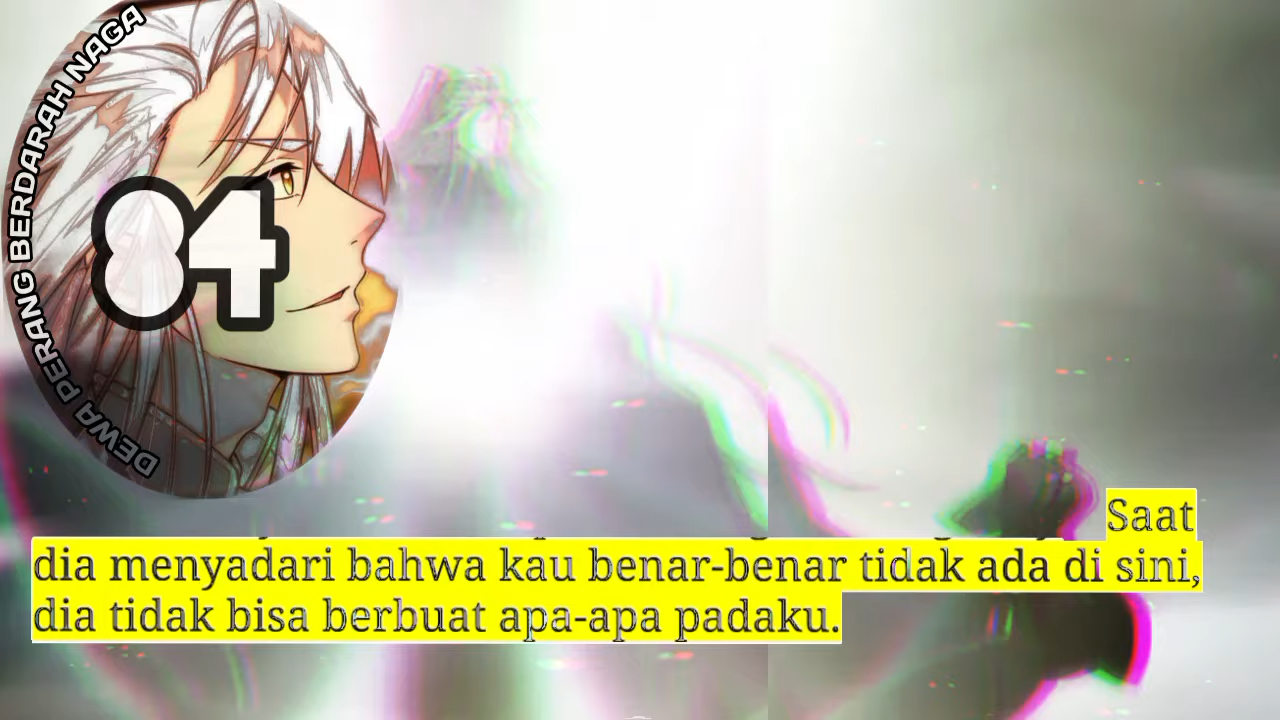 DEWA PERANG BERDARAH NAGA
84
Saat
dia menyadari bahwa kau benar-benar tidak ada di sini,
dia tidak bisa berbuat apa-apa padaku.